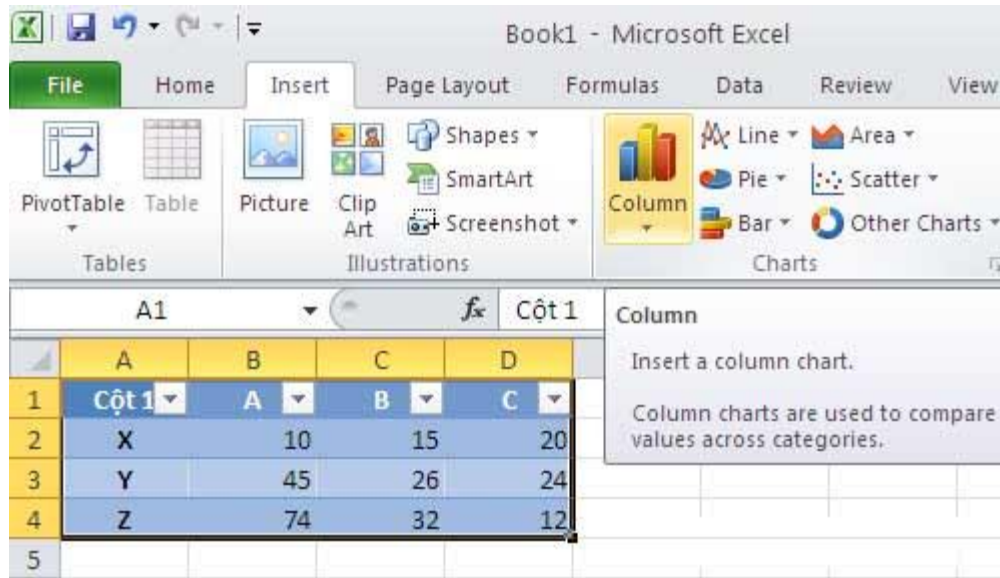 Book1 - Microsoft Excel
File Home Insert Page Layout Formulas Data Review View
PivotTable Table Picture Clip Art Shapes SmartArt Screenshot Column Line Pie Bar Area Scatter Other Charts
Tables Illustrations Charts
A1 fx Cột 1
Column
Insert a column chart.
Column charts are used to compare
values across categories.
A B C D
1 Cột 1 A B C
2 X 10 15 20
3 Y 45 26 24
4 Z 74 32 12
5